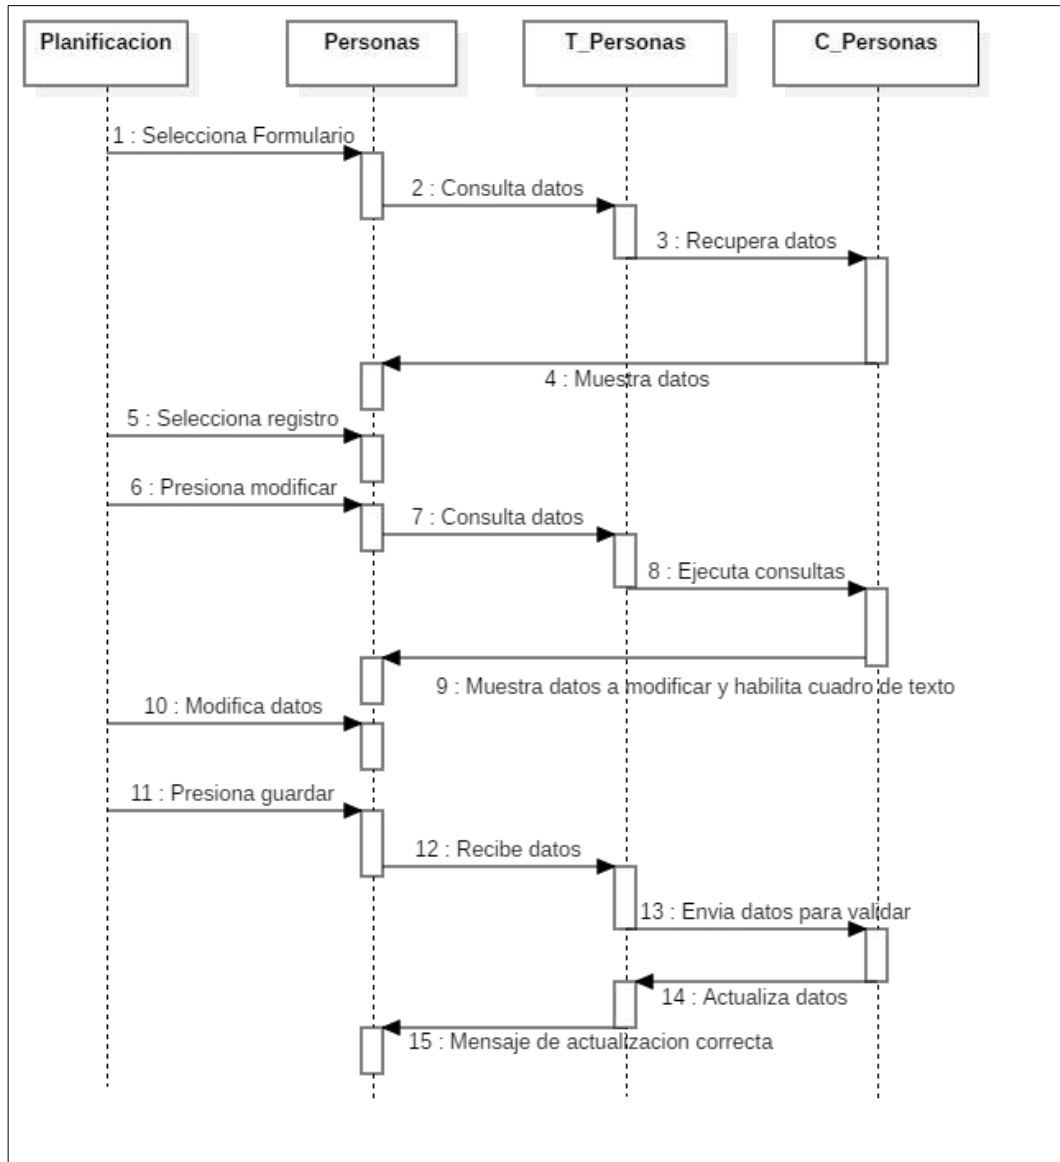 Planificacion
Personas
T_Personas
C_Personas
1 : Selecciona Formulario
2 : Consulta datos
3 : Recupera datos
4 : Muestra datos
5 : Selecciona registro
6 : Presiona modificar
7 : Consulta datos
8 : Ejecuta consultas
9 : Muestra datos a modificar y habilita cuadro de texto
10 : Modifica datos
11 : Presiona guardar
12 : Recibe datos
13 : Envia datos para validar
14 : Actualiza datos
15 : Mensaje de actualizacion correcta